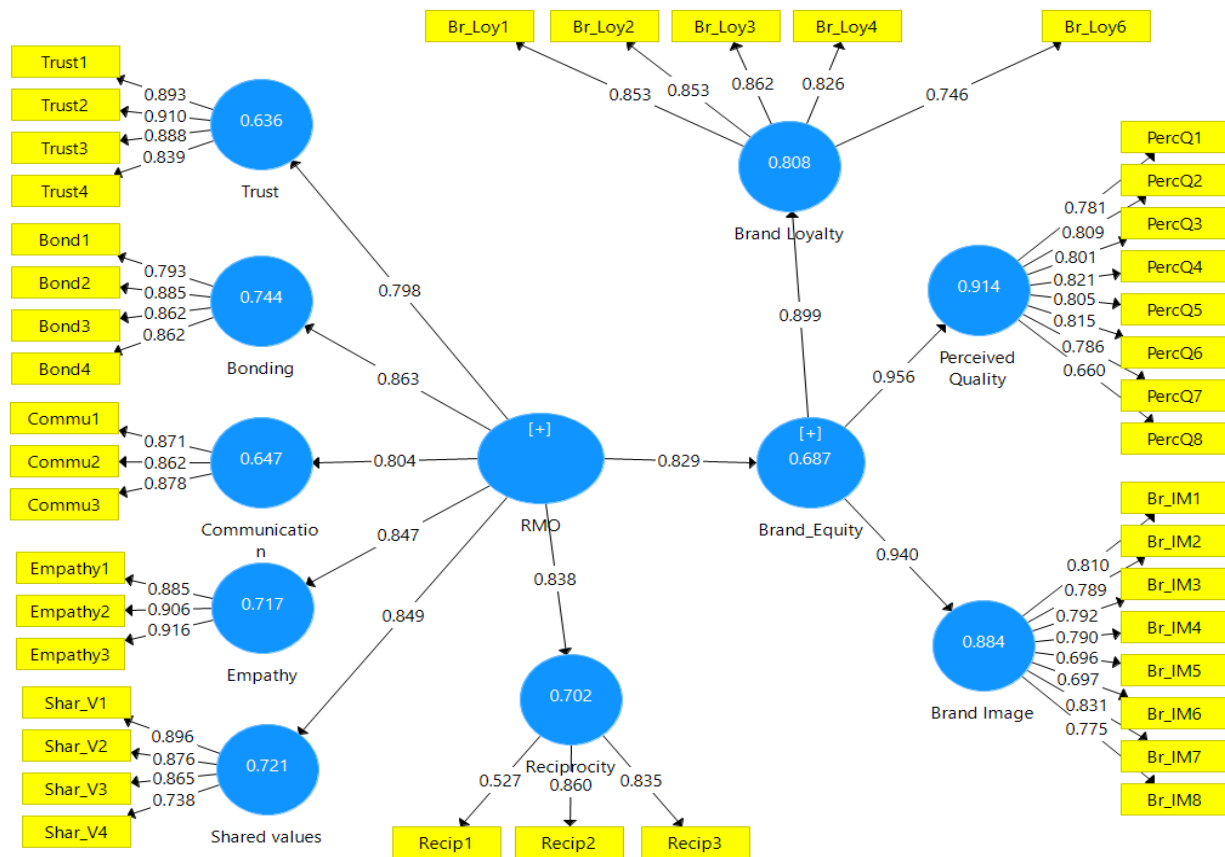 Br_Loy1
Br_Loy2
Br_Loy3
Br_Loy4
Br_Loy6
0.853
0.853
0.862
0.826
0.746
0.808
Brand Loyalty
Trust1
Trust2
Trust3
Trust4
0.893
0.910
0.888
0.839
0.636
Trust
Bond1
Bond2
Bond3
Bond4
0.793
0.885
0.862
0.862
0.744
Bonding
Commu1
Commu2
Commu3
0.871
0.862
0.878
0.647
Communicatio
n
Empathy1
Empathy2
Empathy3
0.885
0.906
0.916
0.717
Empathy
Shar_V1
Shar_V2
Shar_V3
Shar_V4
0.896
0.876
0.865
0.738
0.721
Shared values
0.798
0.863
0.804
0.847
0.849
0.838
[+]
RMO
0.829
[+]
0.687
Brand_Equity
0.899
0.956
0.940
0.702
Reciprocity
0.527
0.860
0.835
Recip1
Recip2
Recip3
0.914
Perceived
Quality
0.781
0.809
0.801
0.821
0.805
0.815
0.786
0.660
PercQ1
PercQ2
PercQ3
PercQ4
PercQ5
PercQ6
PercQ7
PercQ8
0.884
Brand Image
0.810
0.789
0.792
0.790
0.696
0.697
0.831
0.775
Br_IM1
Br_IM2
Br_IM3
Br_IM4
Br_IM5
Br_IM6
Br_IM7
Br_IM8